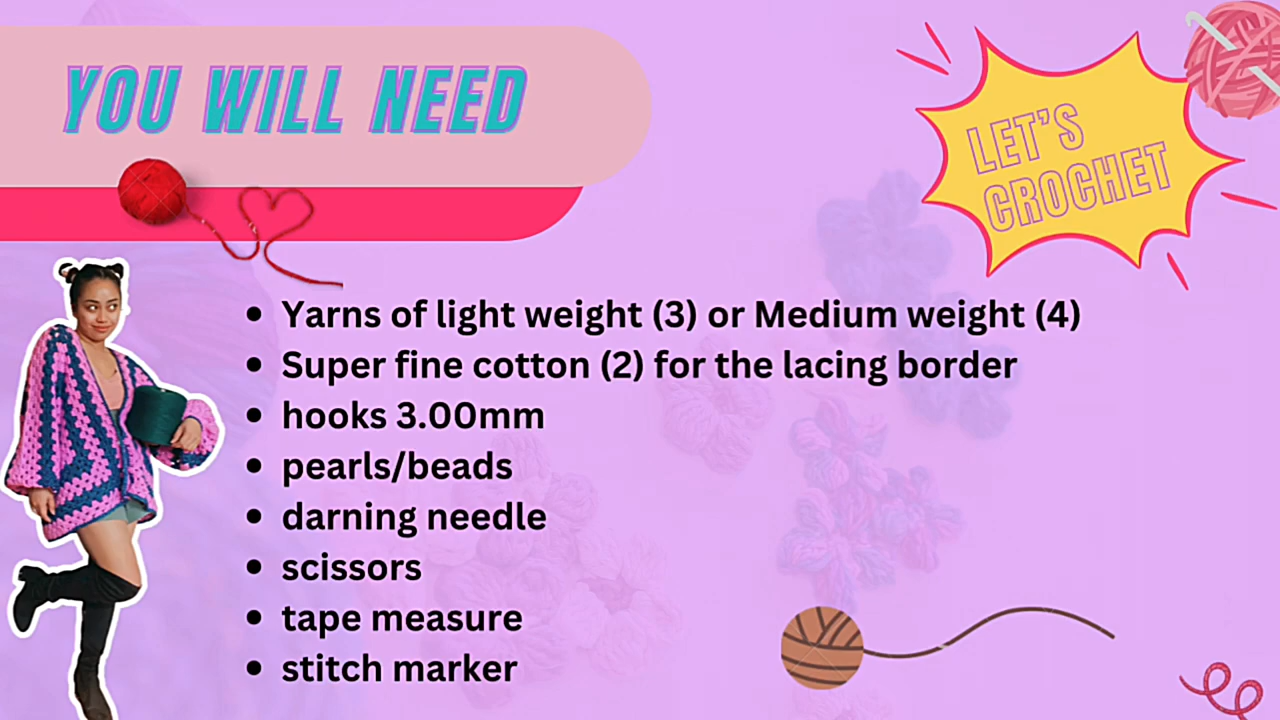 YOU WILL NEED
LET'S
CROCHET
• Yarns of light weight (3) or Medium weight (4)
• Super fine cotton (2) for the lacing border
• hooks 3.00mm
• pearls/beads
• darning needle
• scissors
• tape measure
• stitch marker